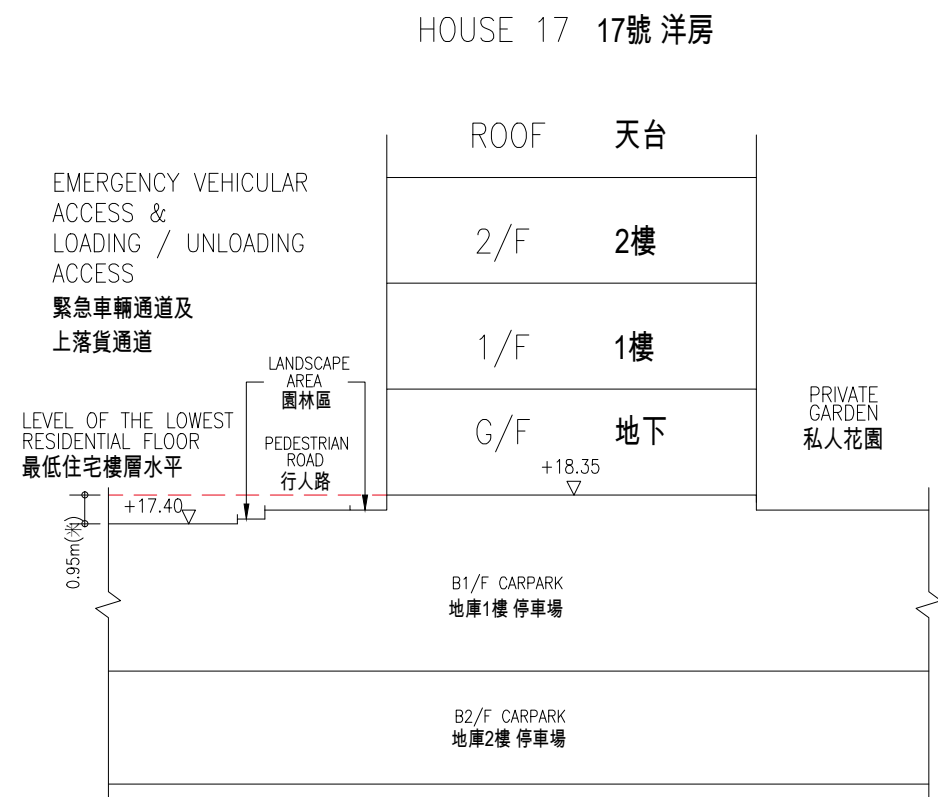 HOUSE 17 17號 洋房
ROOF 天台
EMERGENCY VEHICULAR
ACCESS &
LOADING / UNLOADING
ACCESS
緊急車輛通道及
上落貨通道
2/F 2樓
1/F 1樓
LANDSCAPE
AREA
園林區
PRIVATE
GARDEN
私人花園
LEVEL OF THE LOWEST
RESIDENTIAL FLOOR
最低住宅樓層水平
PEDESTRIAN
ROAD
行人路
G/F 地下
+18.35
+17.40
0.95m(米)
B1/F CARPARK
地庫1樓 停車場
B2/F CARPARK
地庫2樓 停車場